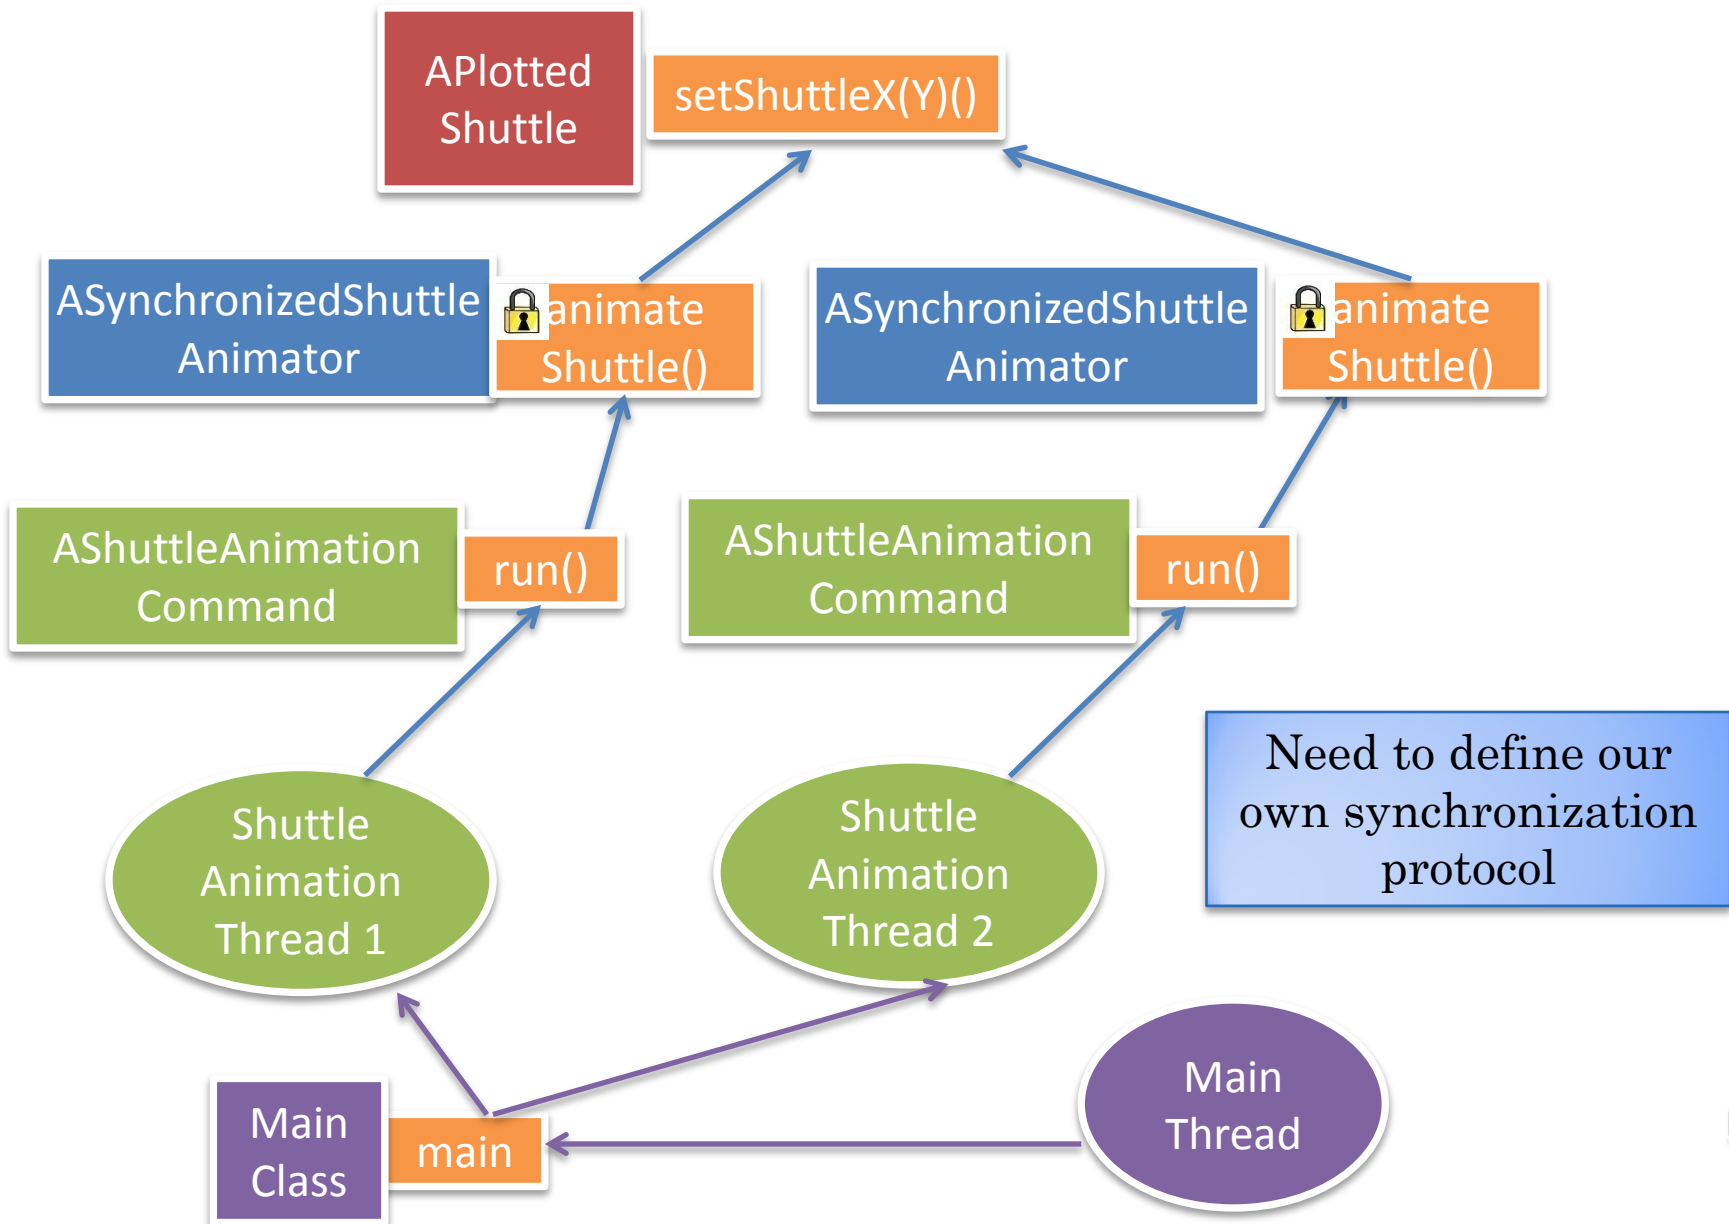 APlotted
Shuttle
setShuttleX(Y)()
ASynchronizedShuttle
Animator
animate
Shuttle()
ASynchronizedShuttle
Animator
animate
Shuttle()
AShuttleAnimation
Command
run()
AShuttleAnimation
Command
run()
Need to define our
own synchronization
protocol
Shuttle
Animation
Thread 1
Shuttle
Animation
Thread 2
Main
Class
main
Main
Thread